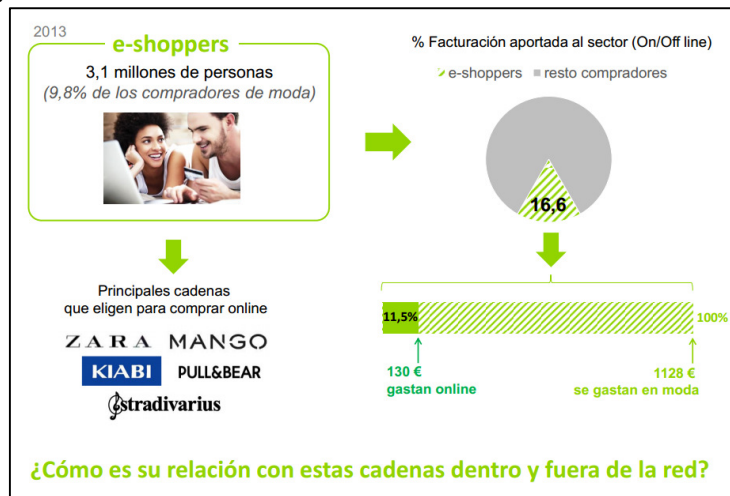 2013
e-shoppers
3,1 millones de personas
(9,8% de los compradores de moda)
% Facturación aportada al sector (On/Off line)
e-shoppers resto compradores
16,6
Principales cadenas
que eligen para comprar online
ZARA MANGO
KIABI PULL&BEAR
stradivarius
11,5%
100%
130 €
gastan online
1128 €
se gastan en moda
¿Cómo es su relación con estas cadenas dentro y fuera de la red?